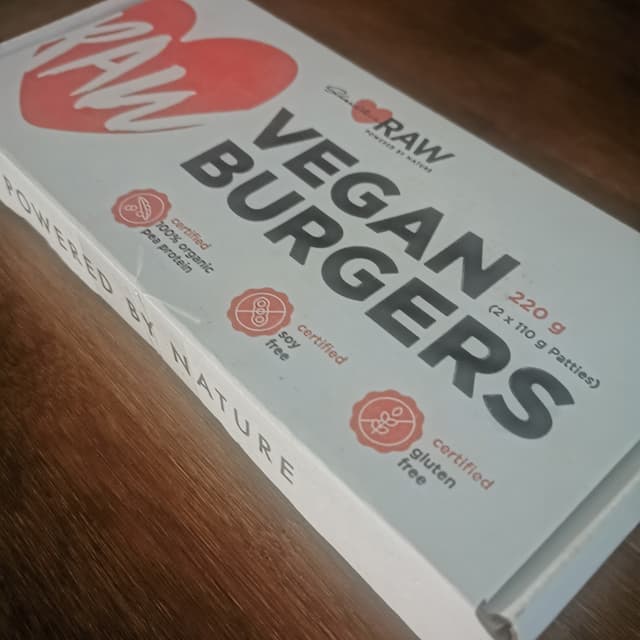 RAW
RAW
POWERED BY NATURE
VEGAN
BURGERS
220 g
(2 x 110 g Patties)
certified
100% organic
pea protein
certified
soy
free
certified
gluten
free
POWERED BY NATURE